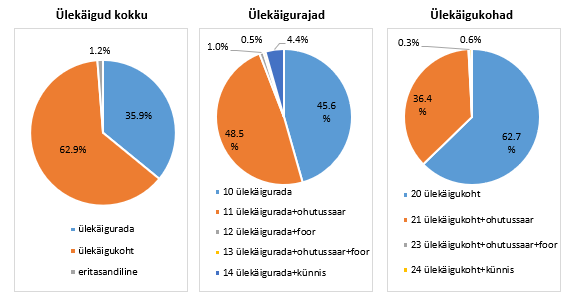 Ülekäigud kokku
1.2%
35.9%
62.9%
ülekäigurada
ülekäigukoht
eritasandiline
Ülekäigurajad
0.5%
4.4%
1.0%
45.6
%
48.5
%
10 ülekäigurada
11 ülekäigurada+ohutussaar
12 ülekäigurada+foor
13 ülekäigurada+ohutussaar+foor
14 ülekäigurada+künnis
Ülekäigukohad
0.3%
0.6%
36.4
%
62.7
%
20 ülekäigukoht
21 ülekäigukoht+ohutussaar
23 ülekäigukoht+ohutussaar+foor
24 ülekäigukoht+künnis